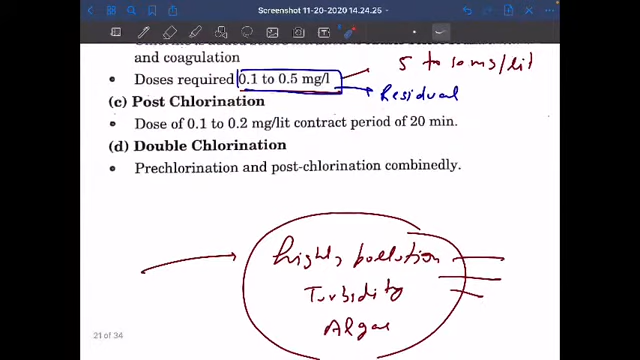 Screenshot 11-20-2020 14.24.25
and coagulation
• Doses required 0.1 to 0.5 mg/l
5 to 10 mg/lit
Residual
(c) Post Chlorination
• Dose of 0.1 to 0.2 mg/lit contract period of 20 min.
(d) Double Chlorination
• Prechlorination and post-chlorination combinedly.
highly pollution
Turbidity
Algae
21 of 34